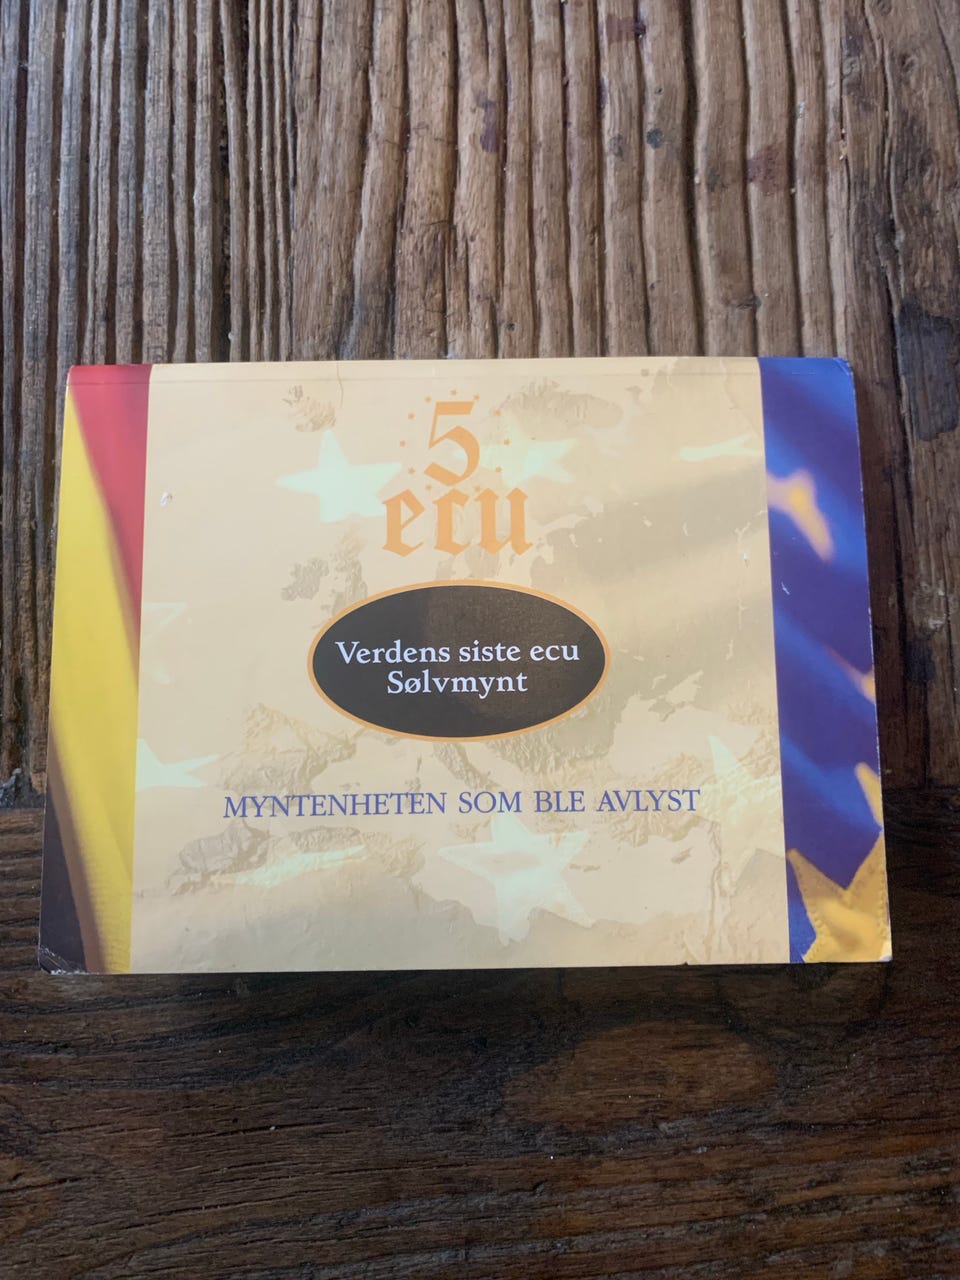 5
ecu
Verdens siste ecu
Sølvmynt
MYNTENHETEN SOM BLE AVLYST